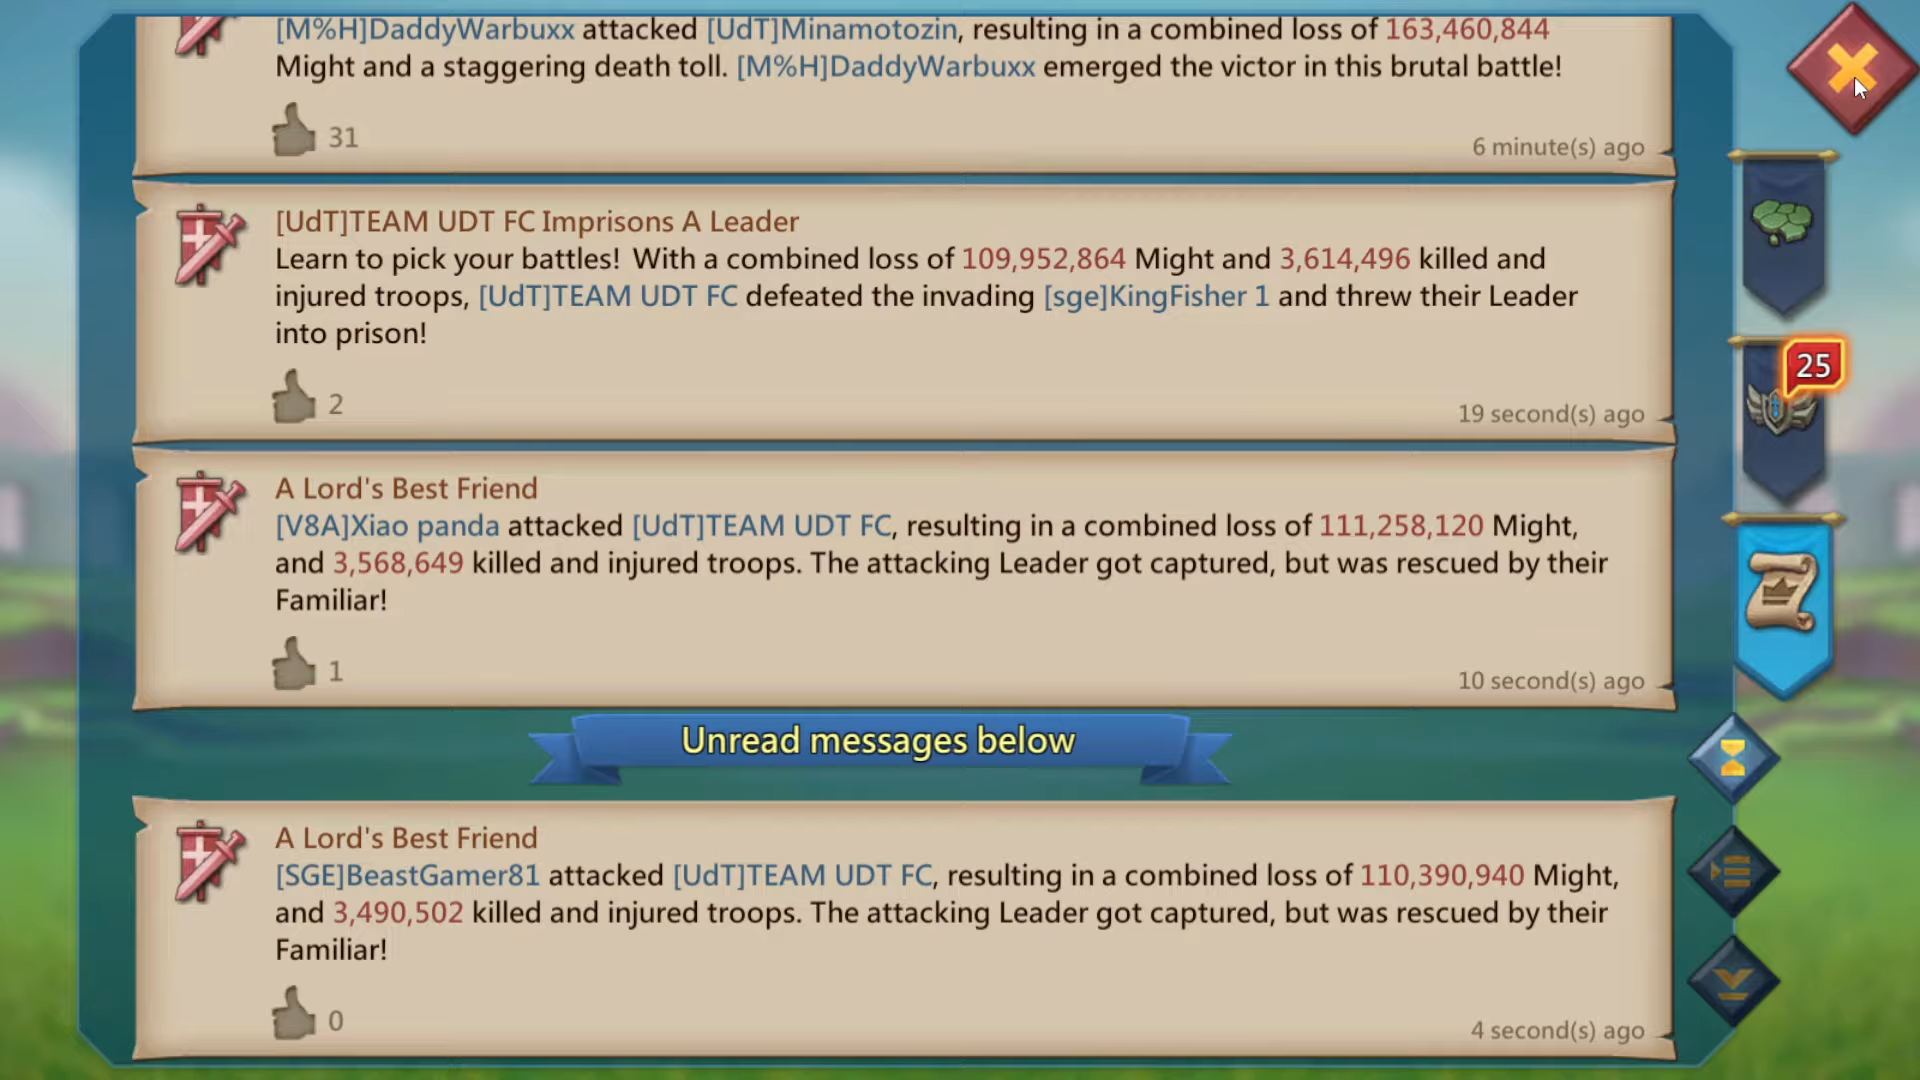 [M%H]DaddyWarbuxx attacked [UdT]Minamotozin, resulting in a combined loss of 163,460,844
Might and a staggering death toll. [M%H]DaddyWarbuxx emerged the victor in this brutal battle!
31
6 minute(s) ago
[UdT]TEAM UDT FC Imprisons A Leader
Learn to pick your battles! With a combined loss of 109,952,864 Might and 3,614,496 killed and
injured troops, [UdT]TEAM UDT FC defeated the invading [sge]KingFisher 1 and threw their Leader
into prison!
2
19 second(s) ago
25
A Lord's Best Friend
[V8A]Xiao panda attacked [UdT]TEAM UDT FC, resulting in a combined loss of 111,258,120 Might,
and 3,568,649 killed and injured troops. The attacking Leader got captured, but was rescued by their
Familiar!
1
10 second(s) ago
Unread messages below
A Lord's Best Friend
[SGE]BeastGamer81 attacked [UdT]TEAM UDT FC, resulting in a combined loss of 110,390,940 Might,
and 3,490,502 killed and injured troops. The attacking Leader got captured, but was rescued by their
Familiar!
0
4 second(s) ago